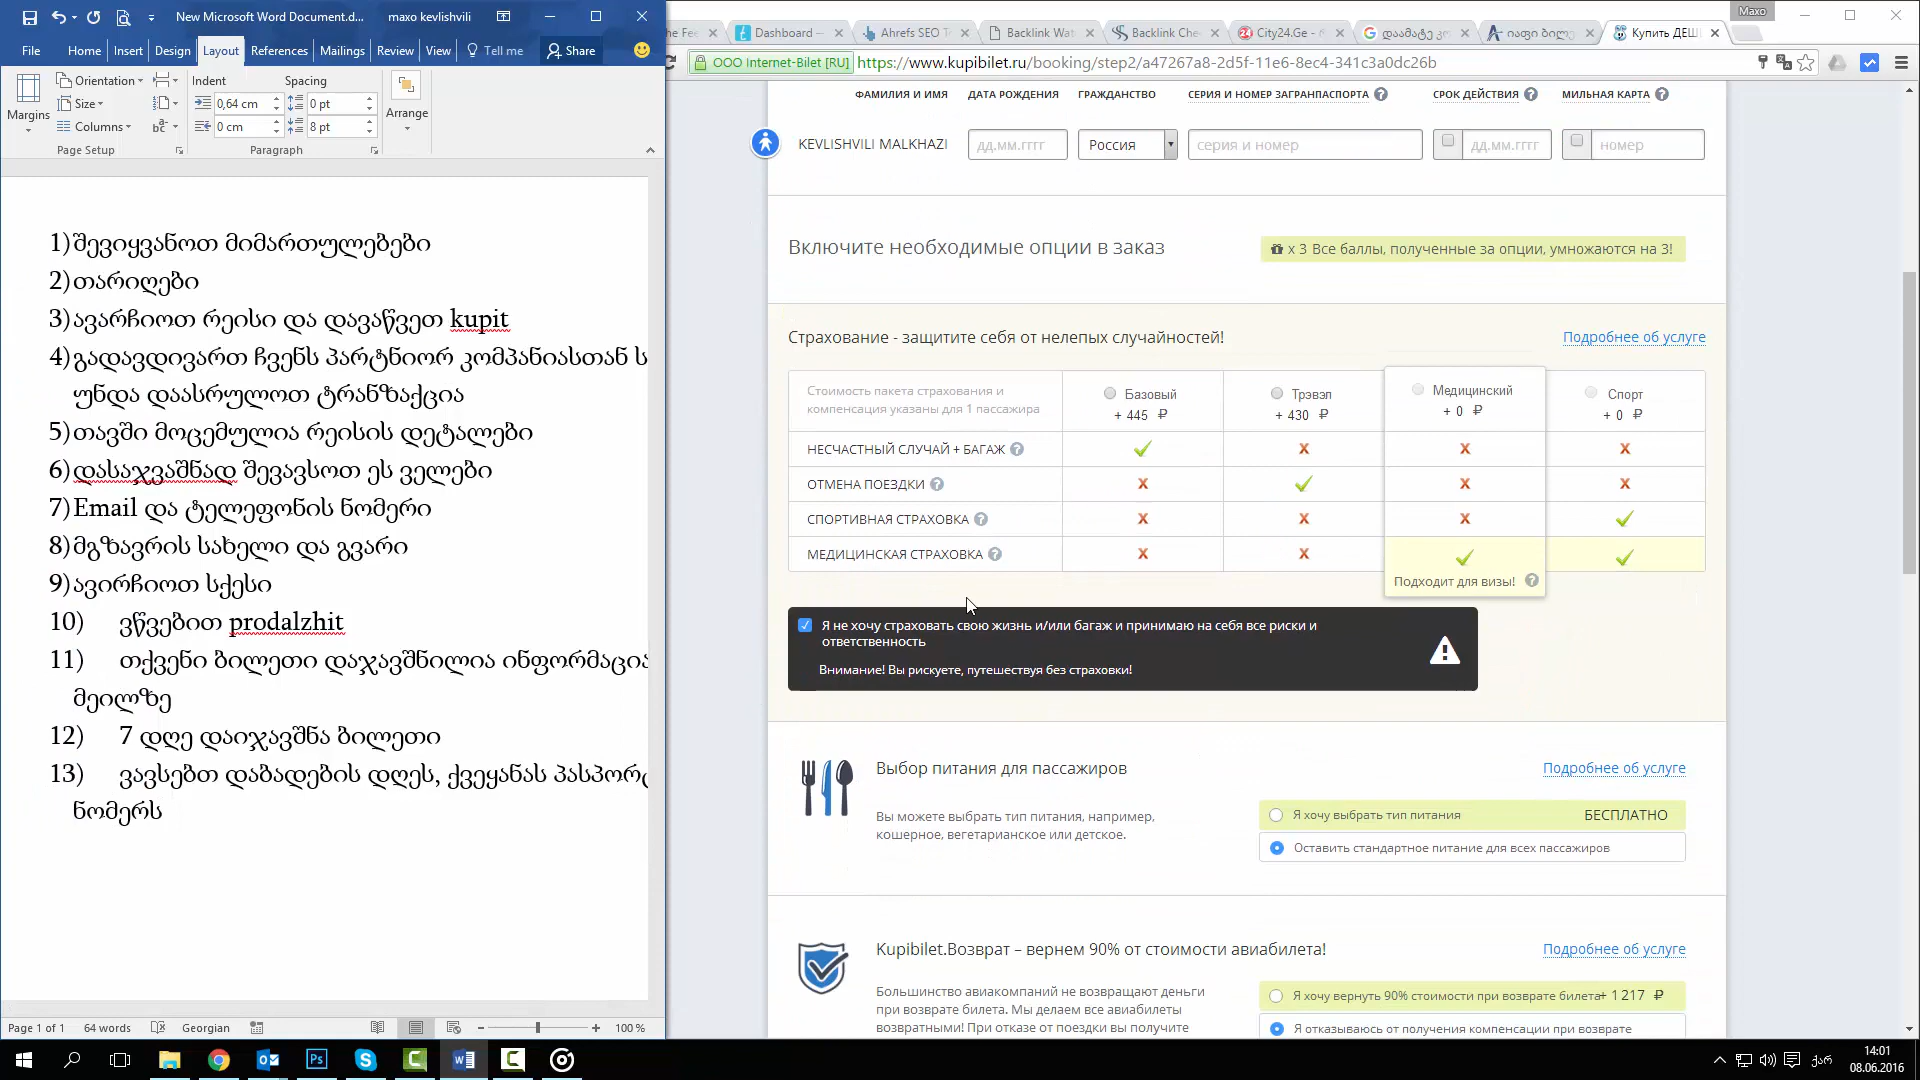 New Microsoft Word Document.d...
maxo kevlishvili
File Home Insert Design Layout References Mailings Review View Tell me Share
Orientation
Size
Columns
Margins
Page Setup
Indent
Spacing
0,64 cm
0 pt
0 cm
8 pt
Paragraph
Arrange
1) შევიყვანოთ მიმართულებები
2) თარიღები
3) ავარჩიოთ რეისი და დავაწვეთ kupit
4) გადავდივართ ჩვენს პარტნიორ კომპანიასთან ს
უნდა დაასრულოთ ტრანზაქცია
5) თავში მოცემულია რეისის დეტალები
6) დასაჯვაშნად შევავსოთ ეს ველები
7) Email და ტელეფონის ნომერი
8) მგზავრის სახელი და გვარი
9) ავირჩიოთ სქესი
10) ვწვებით prodalzhit
11) თქვენი ბილეთი დაჯავშნილია ინფორმაცია
მეილზე
12) 7 დღე დაიჯავშნა ბილეთი
13) ვავსებთ დაბადების დღეს, ქვეყანას პასპორტ
ნომერს
Page 1 of 1 64 words Georgian 100 %
Maxo
he Fee Dashboard — Ahrefs SEO T Backlink Wat Backlink Che City24.Ge - დაამატე კო იაფი ბილე Купить ДЕШ
OOO Internet-Bilet [RU] https://www.kupibilet.ru/booking/step2/a47267a8-2d5f-11e6-8ec4-341c3a0dc26b
ФАМИЛИЯ И ИМЯ ДАТА РОЖДЕНИЯ ГРАЖДАНСТВО СЕРИЯ И НОМЕР ЗАГРАНПАСПОРТА СРОК ДЕЙСТВИЯ МИЛЬНАЯ КАРТА
KEVLISHVILI MALKHAZI дд.мм.гггг Россия серия и номер дд.мм.гггг номер
Включите необходимые опции в заказ
x 3 Все баллы, полученные за опции, умножаются на 3!
Страхование - защитите себя от нелепых случайностей!
Подробнее об услуге
Стоимость пакета страхования и
компенсация указаны для 1 пассажира
Базовый
+ 445 ₽
Трэвэл
+ 430 ₽
Медицинский
+ 0 ₽
Спорт
+ 0 ₽
НЕСЧАСТНЫЙ СЛУЧАЙ + БАГАЖ
ОТМЕНА ПОЕЗДКИ
СПОРТИВНАЯ СТРАХОВКА
МЕДИЦИНСКАЯ СТРАХОВКА
Подходит для визы!
Я не хочу страховать свою жизнь и/или багаж и принимаю на себя все риски и
ответственность
Внимание! Вы рискуете, путешествуя без страховки!
Выбор питания для пассажиров
Подробнее об услуге
Вы можете выбрать тип питания, например,
кошерное, вегетарианское или детское.
Я хочу выбрать тип питания БЕСПЛАТНО
Оставить стандартное питание для всех пассажиров
Kupibilet.Возврат – вернем 90% от стоимости авиабилета!
Подробнее об услуге
Большинство авиакомпаний не возвращают деньги
при возврате билета. Мы делаем все авиабилеты
возвратными! При отказе от поездки вы получите
Я хочу вернуть 90% стоимости при возврате билета + 1 217 ₽
Я отказываюсь от получения компенсации при возврате
ქარ
14:01
08.06.2016